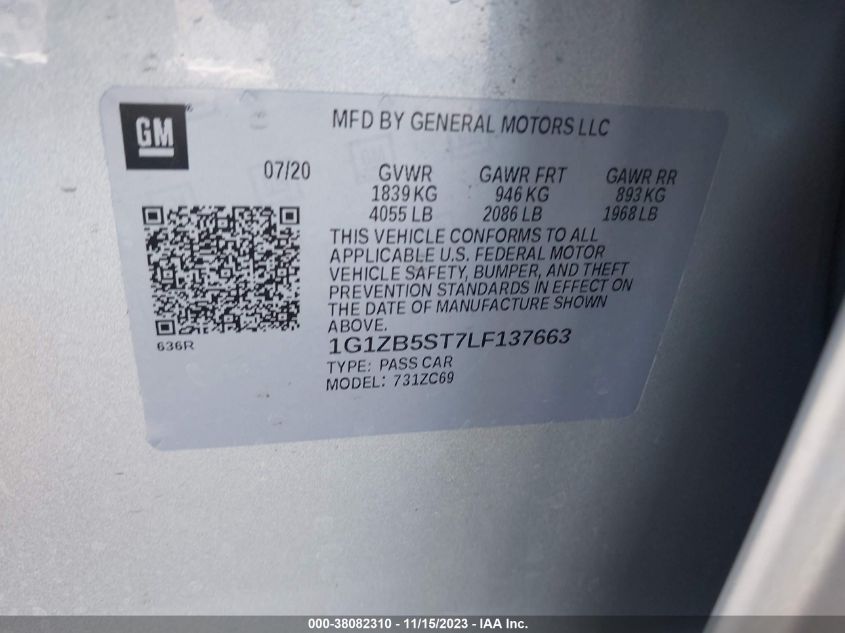 GM
®
MFD BY GENERAL MOTORS LLC
07/20 GVWR GAWR FRT GAWR RR
1839 KG 946 KG 893 KG
4055 LB 2086 LB 1968 LB
THIS VEHICLE CONFORMS TO ALL
APPLICABLE U.S. FEDERAL MOTOR
VEHICLE SAFETY, BUMPER, AND THEFT
PREVENTION STANDARDS IN EFFECT ON
THE DATE OF MANUFACTURE SHOWN
ABOVE.
636R
1G1ZB5ST7LF137663
TYPE: PASS CAR
MODEL: 731ZC69
000-38082310 - 11/15/2023 - IAA Inc.